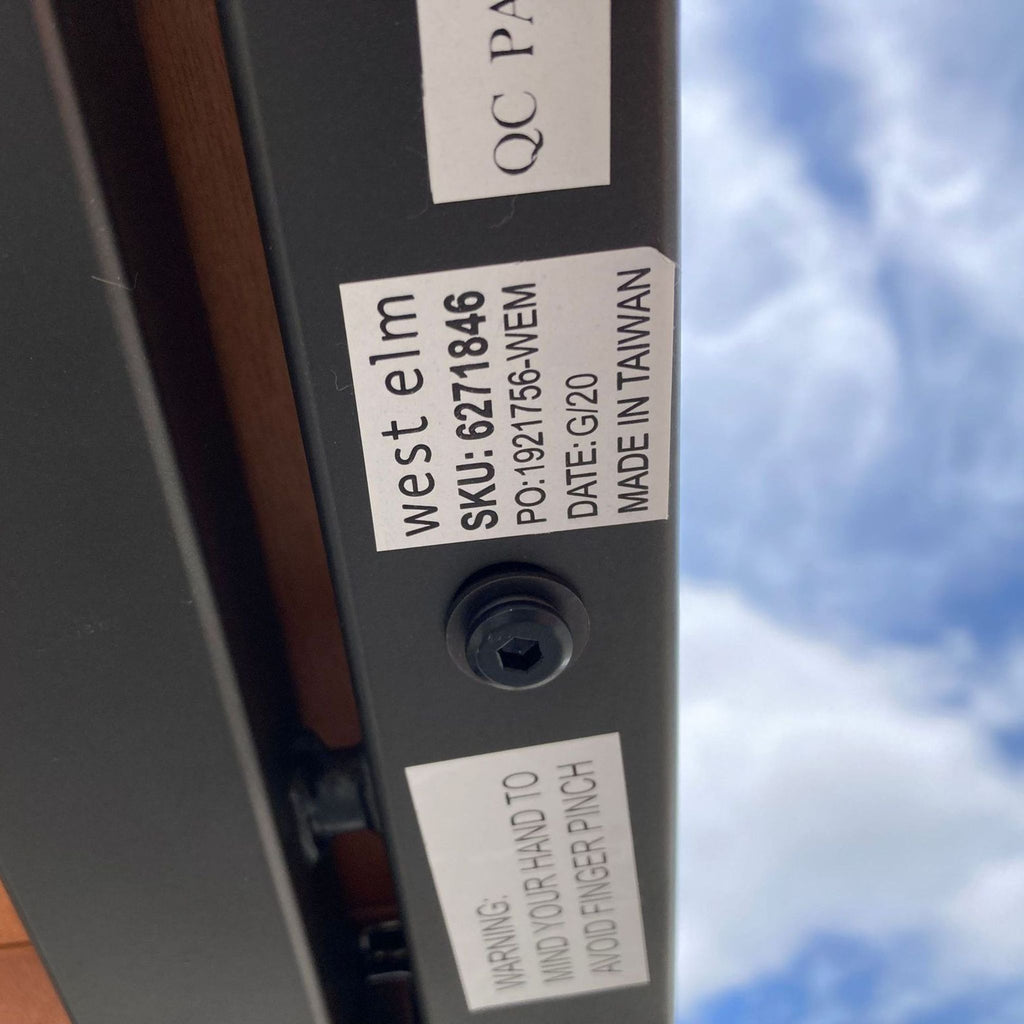 QC PA
west elm
SKU: 6271846
PO:1921756-WEM
DATE: G/20
MADE IN TAIWAN
WARNING:
MIND YOUR HAND TO
AVOID FINGER PINCH